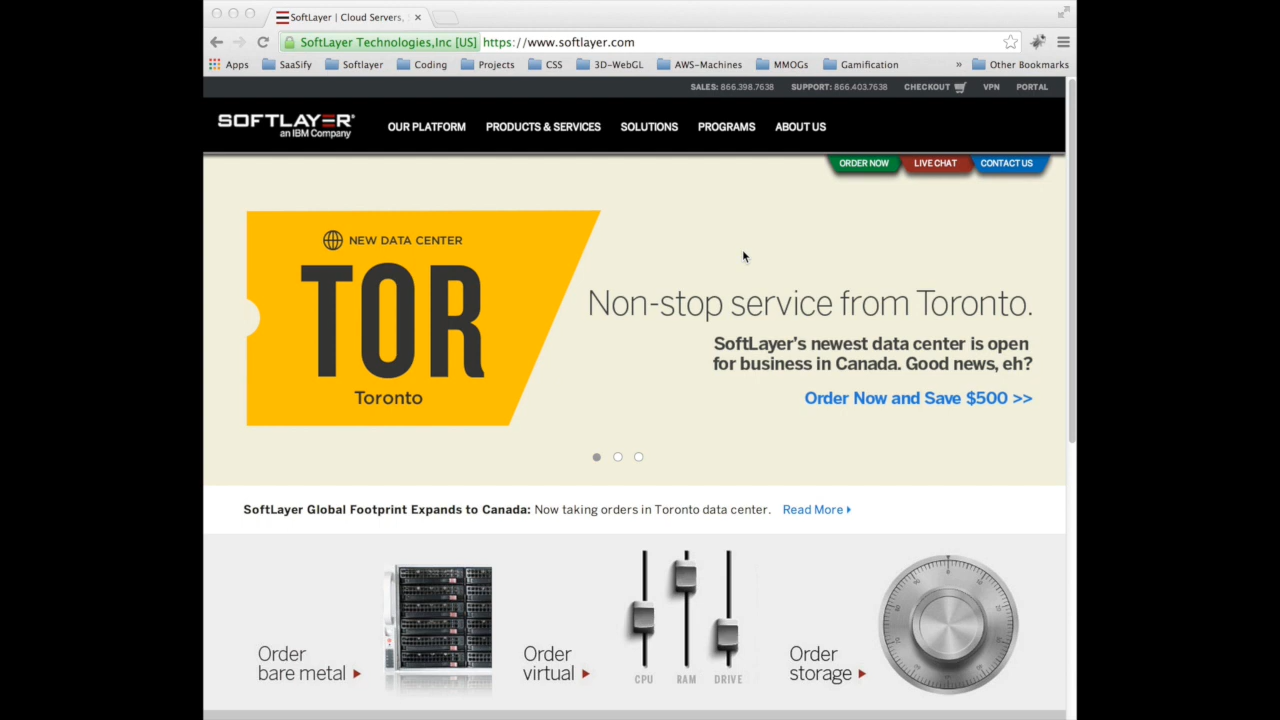 SoftLayer | Cloud Servers,
SoftLayer Technologies,Inc [US] https://www.softlayer.com
Apps SaaSify Softlayer Coding Projects CSS 3D-WebGL AWS-Machines MMOGs Gamification » Other Bookmarks
SALES: 866.398.7638 SUPPORT: 866.403.7638 CHECKOUT VPN PORTAL
SOFTLAYER®
an IBM Company
OUR PLATFORM PRODUCTS & SERVICES SOLUTIONS PROGRAMS ABOUT US
ORDER NOW LIVE CHAT CONTACT US
NEW DATA CENTER
TOR
Toronto
Non-stop service from Toronto.
SoftLayer's newest data center is open
for business in Canada. Good news, eh?
Order Now and Save $500 >>
SoftLayer Global Footprint Expands to Canada: Now taking orders in Toronto data center. Read More
Order
bare metal
Order
virtual
CPU RAM DRIVE
Order
storage